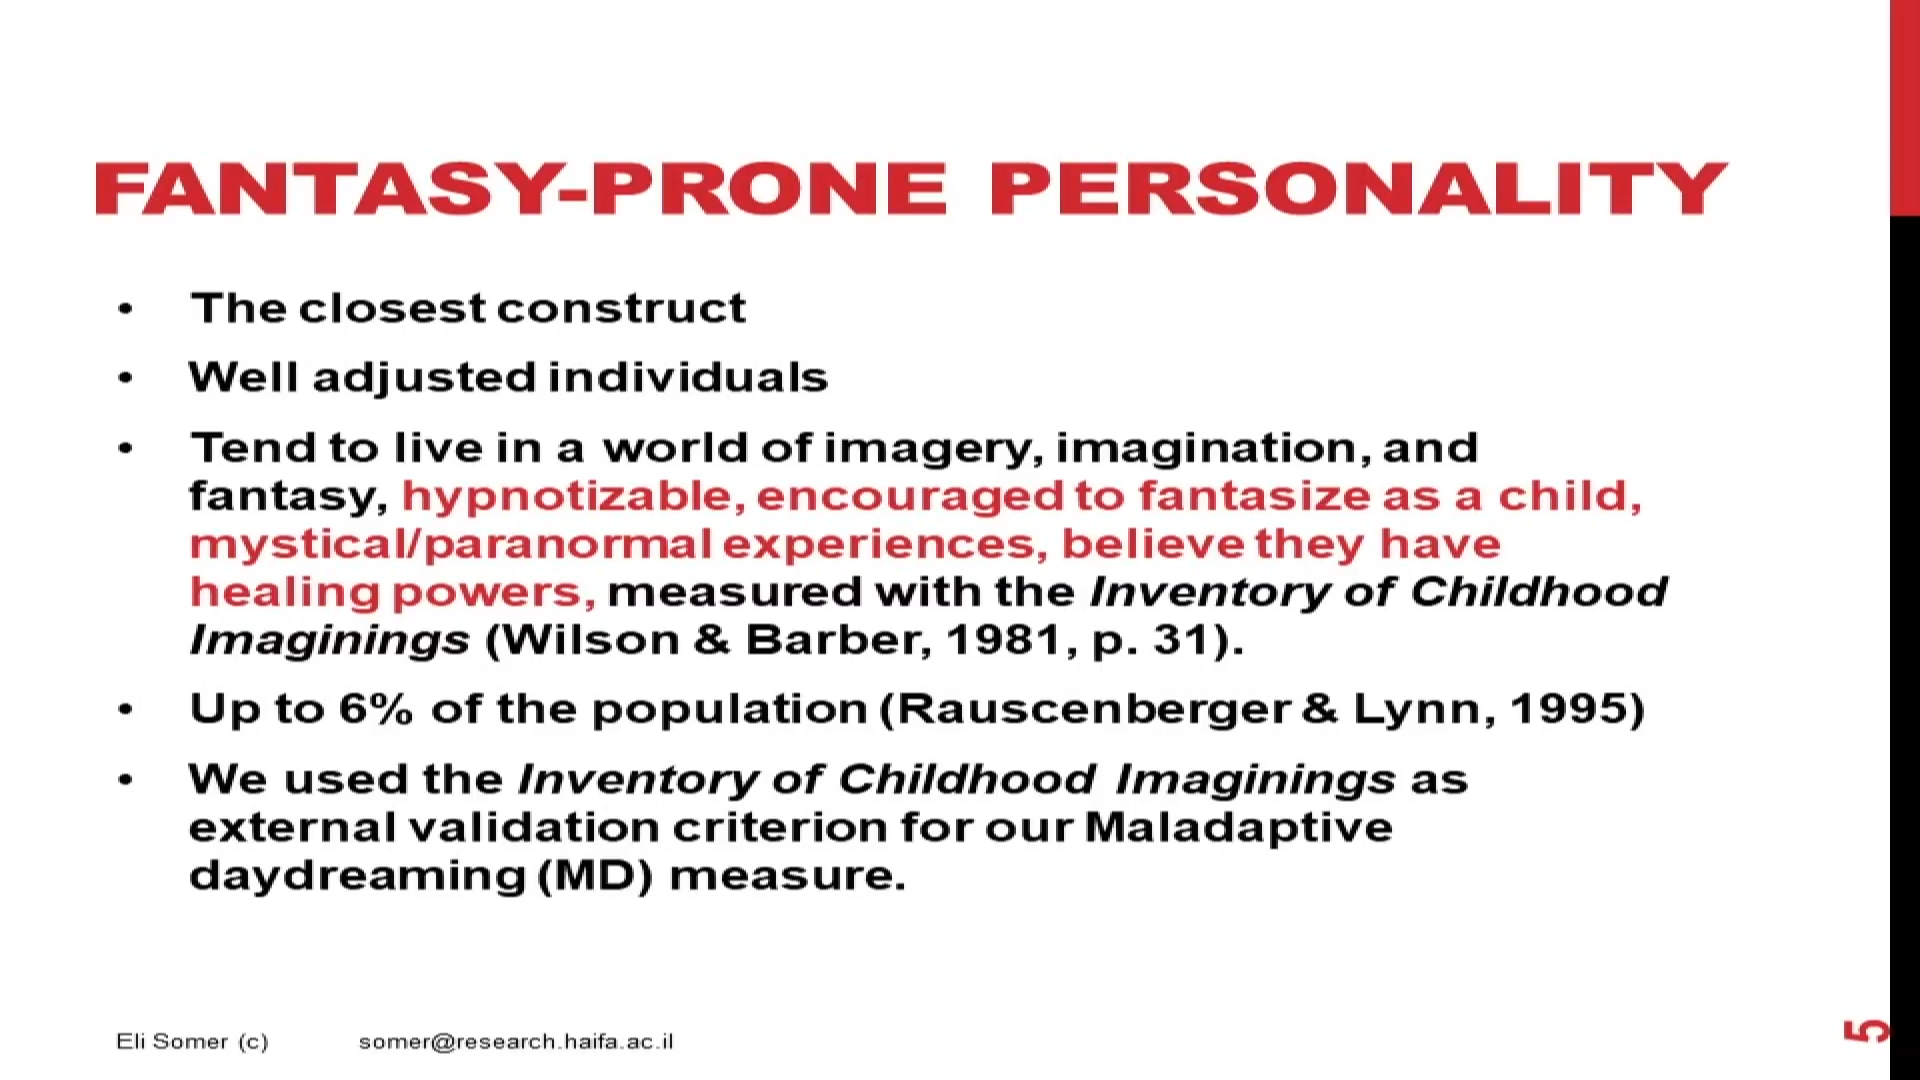 FANTASY-PRONE PERSONALITY
• The closest construct
• Well adjusted individuals
• Tend to live in a world of imagery, imagination, and
fantasy, hypnotizable, encouraged to fantasize as a child,
mystical/paranormal experiences, believe they have
healing powers, measured with the Inventory of Childhood
Imaginings (Wilson & Barber, 1981, p. 31).
• Up to 6% of the population (Rauscenberger & Lynn, 1995)
• We used the Inventory of Childhood Imaginings as
external validation criterion for our Maladaptive
daydreaming (MD) measure.
Eli Somer (c) somer@research.haifa.ac.il
5